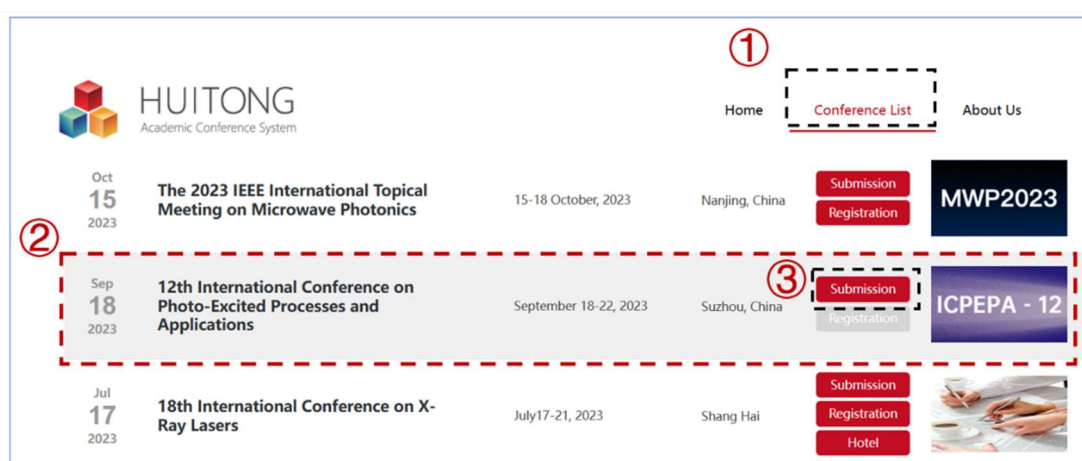 ①
HUITONG
Academic Conference System
Home Conference List About Us
Oct
15
2023
The 2023 IEEE International Topical
Meeting on Microwave Photonics
15-18 October, 2023
Nanjing, China
Submission
Registration
MWP2023
②
Sep
18
2023
12th International Conference on
Photo-Excited Processes and
Applications
September 18-22, 2023
Suzhou, China
③
Submission
Registration
ICPEPA - 12
Jul
17
2023
18th International Conference on X-
Ray Lasers
July17-21, 2023
Shang Hai
Submission
Registration
Hotel